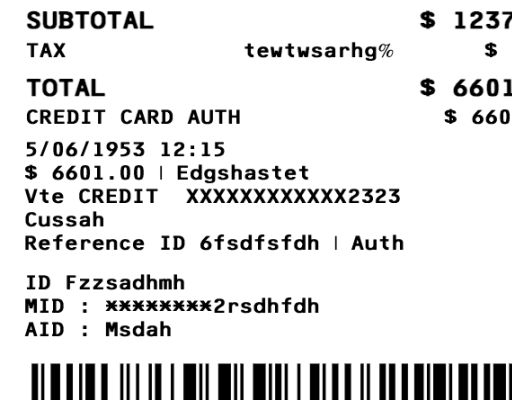 SUBTOTAL $ 1237
TAX tewtwsarhg% $
TOTAL $ 6601
CREDIT CARD AUTH $ 660
5/06/1953 12:15
$ 6601.00 | Edgshastet
Vte CREDIT XXXXXXXXXXXX2323
Cussah
Reference ID 6fsdfsfdh | Auth
ID Fzzsadhmh
MID : ********2rsdhfdh
AID : Msdah